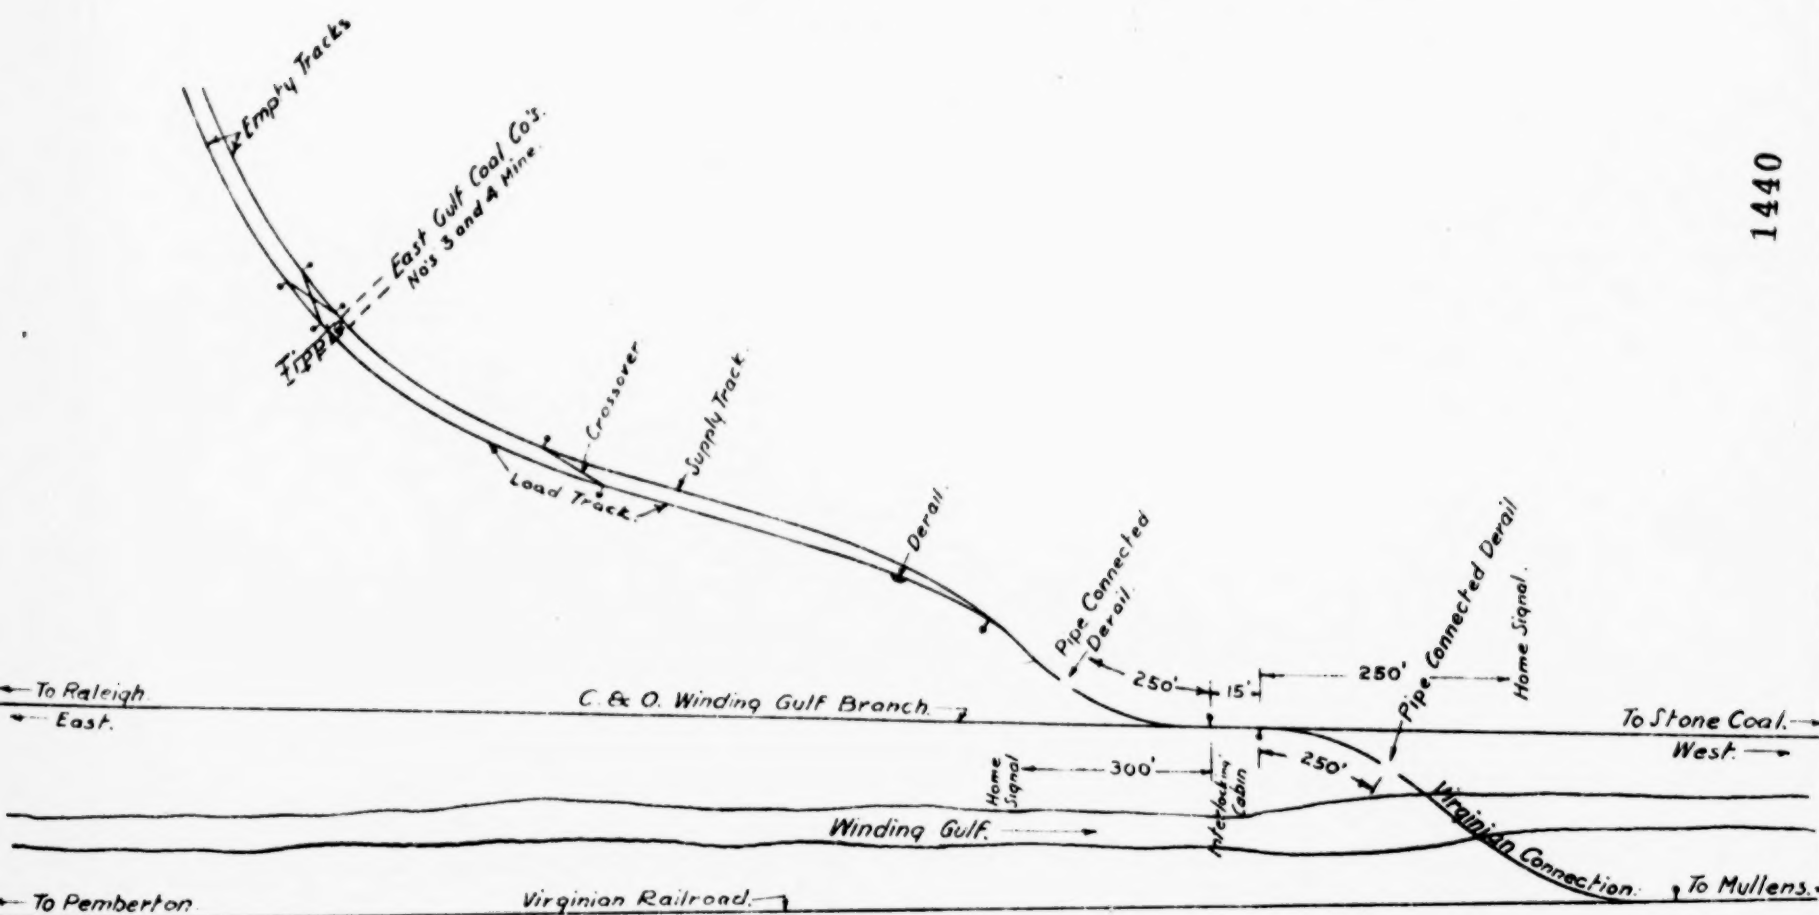 Empty Tracks
1440
East Gulf Coal Co's.
No's 3 and 4 Mine.
Tipple
Crossover
Supply Track.
Load Track.
Derail.
Pipe Connected
Derail.
Pipe Connected Derail
Home Signal.
250'
15'
250'
To Raleigh.
East.
C. & O. Winding Gulf Branch.
To Stone Coal.
West.
Home
Signal
300'
Interlocking
Cabin
250'
Winding Gulf.
Virginian Connection.
To Pemberton
Virginian Railroad.
To Mullens.